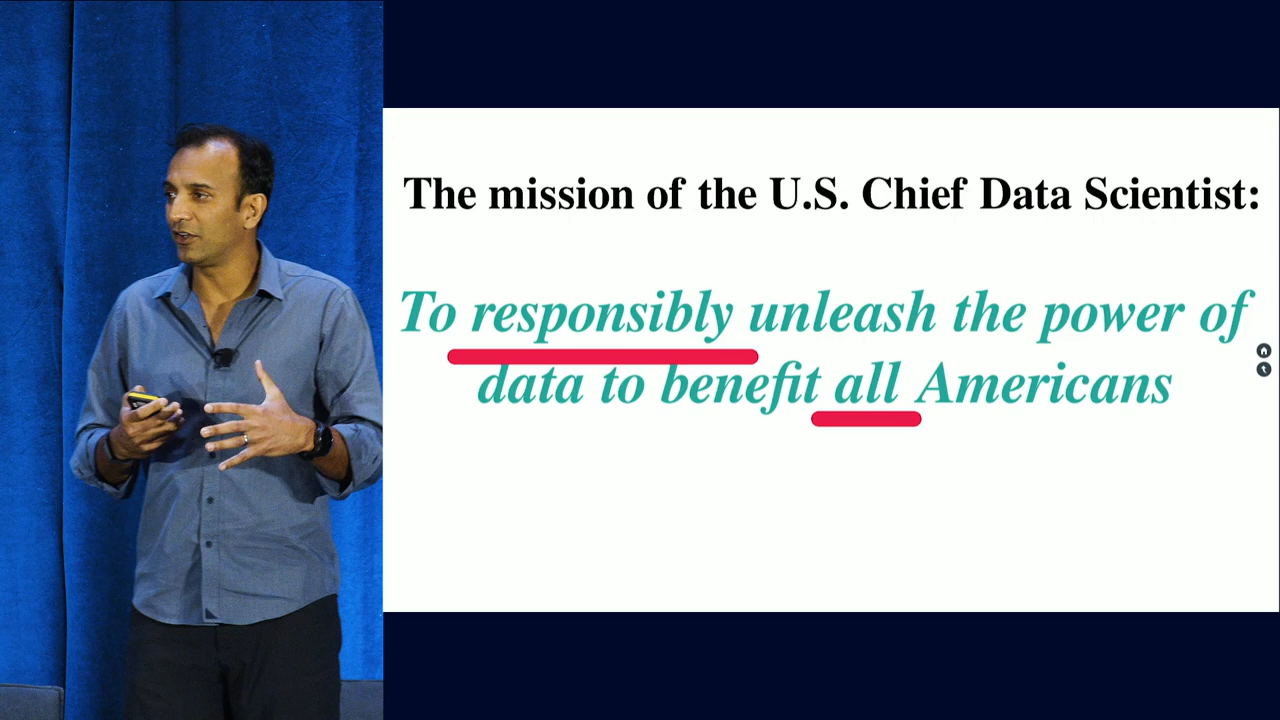 The mission of the U.S. Chief Data Scientist:
To responsibly unleash the power of
data to benefit all Americans